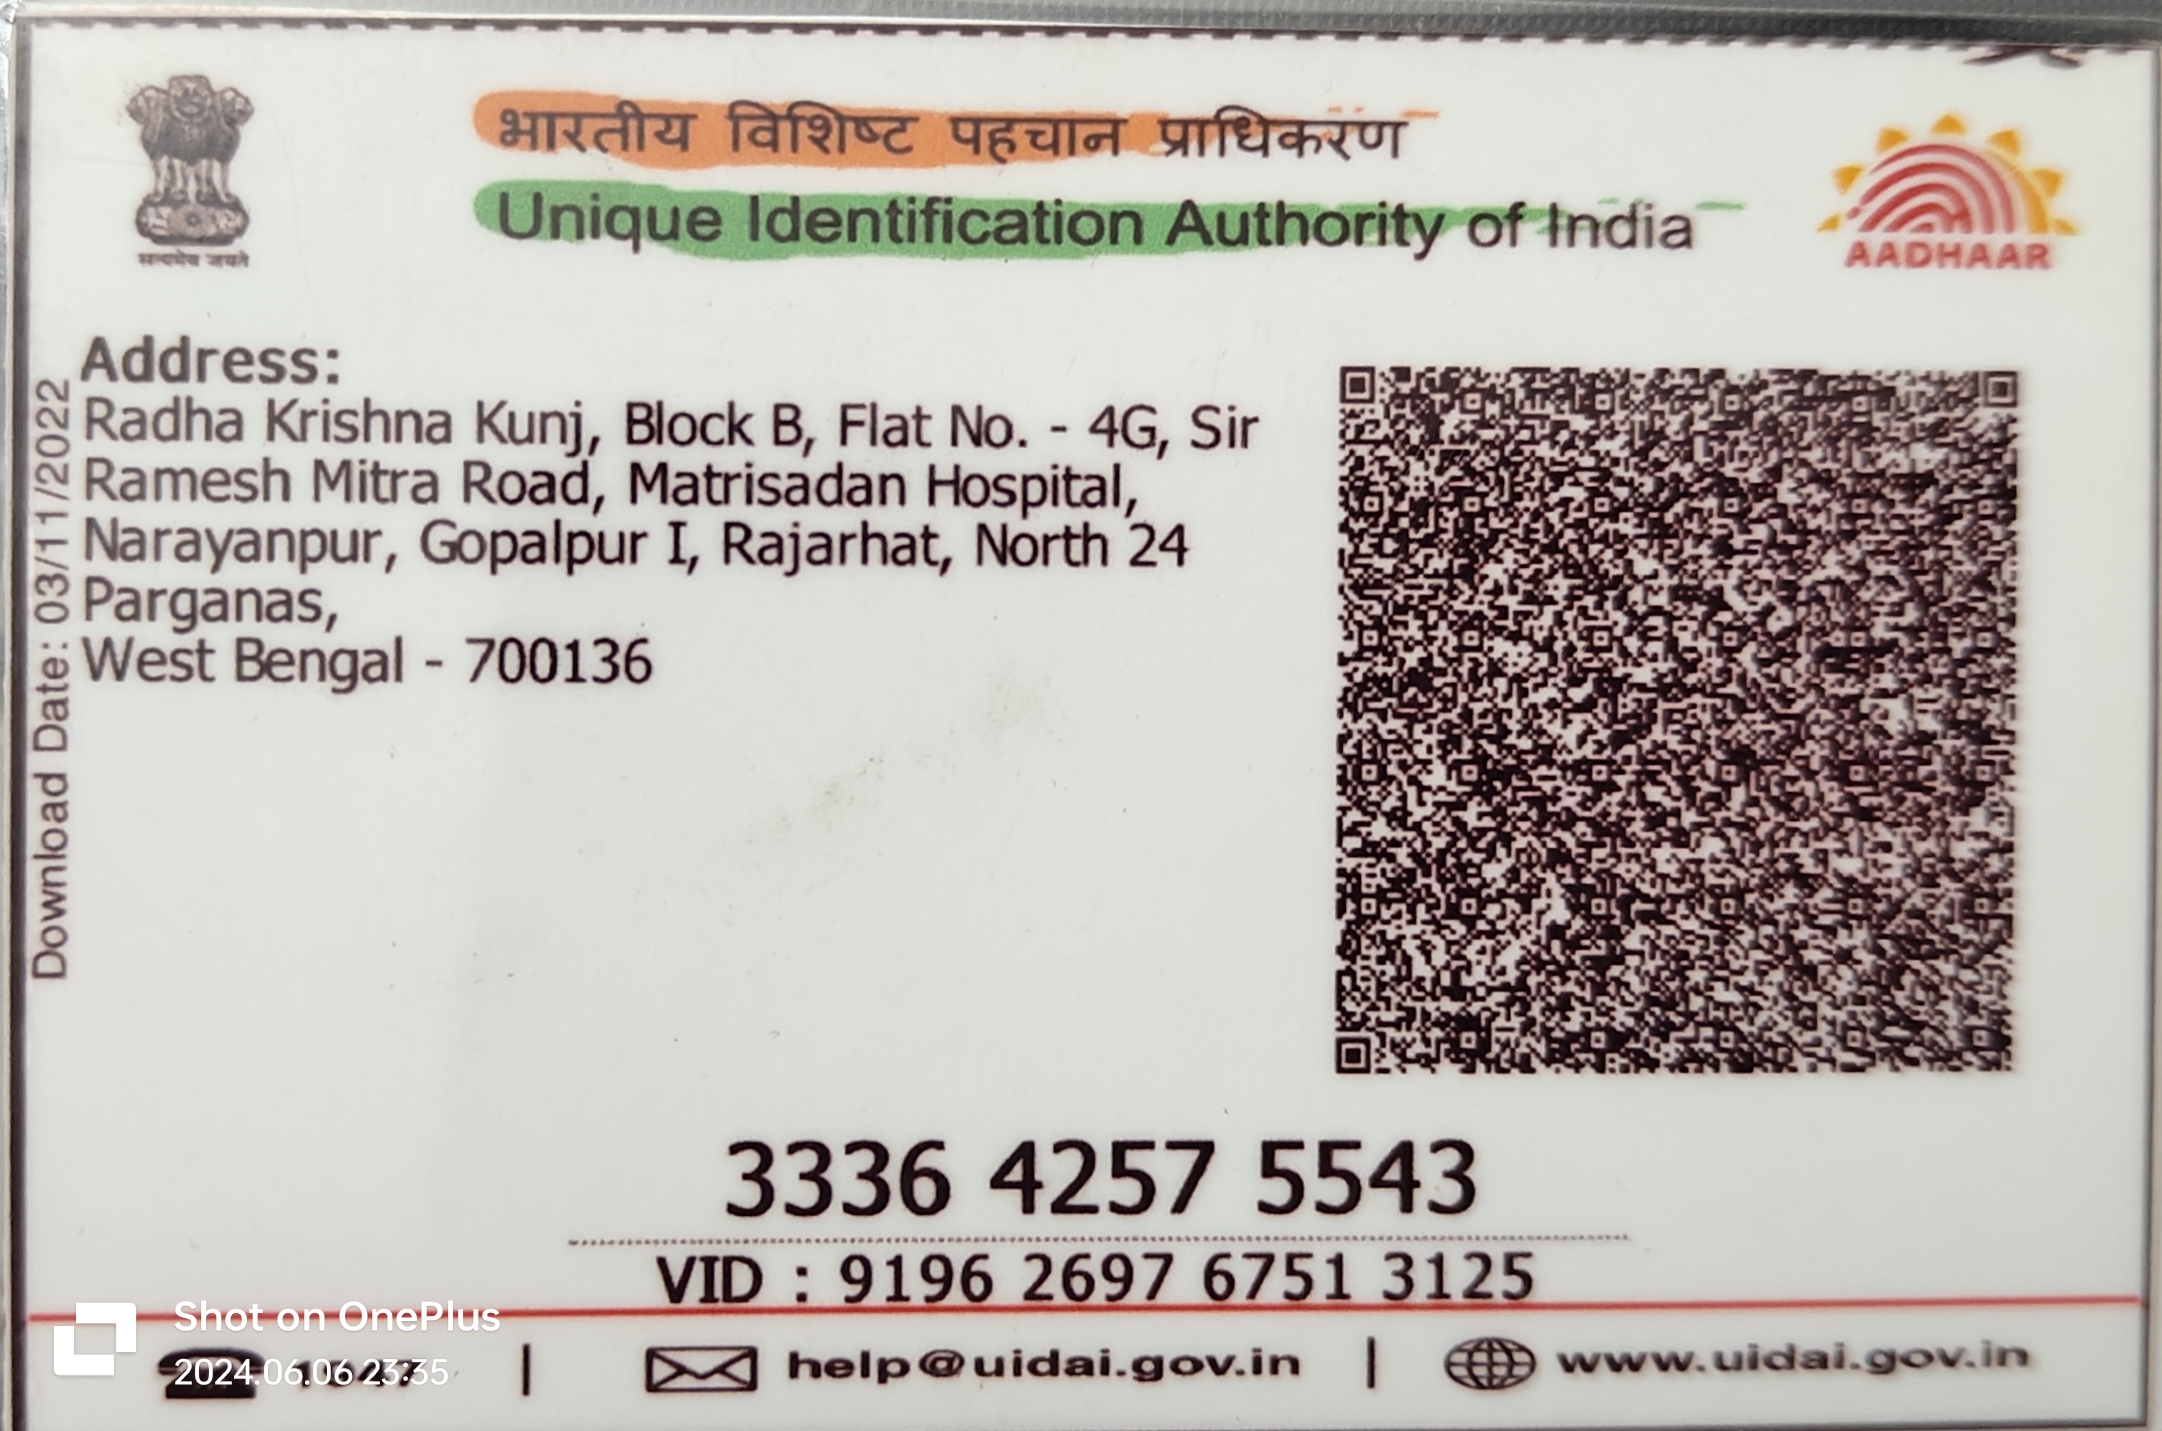 भारतीय विशिष्ट पहचान प्राधिकरण
Unique Identification Authority of India
सत्यमेव जयते
AADHAAR
Download Date: 03/11/2022
Address:
Radha Krishna Kunj, Block B, Flat No. - 4G, Sir
Ramesh Mitra Road, Matrisadan Hospital,
Narayanpur, Gopalpur I, Rajarhat, North 24
Parganas,
West Bengal - 700136
3336 4257 5543
VID : 9196 2697 6751 3125
Shot on OnePlus
2024.06.06 23:35
help@uidai.gov.in | www.uidai.gov.in